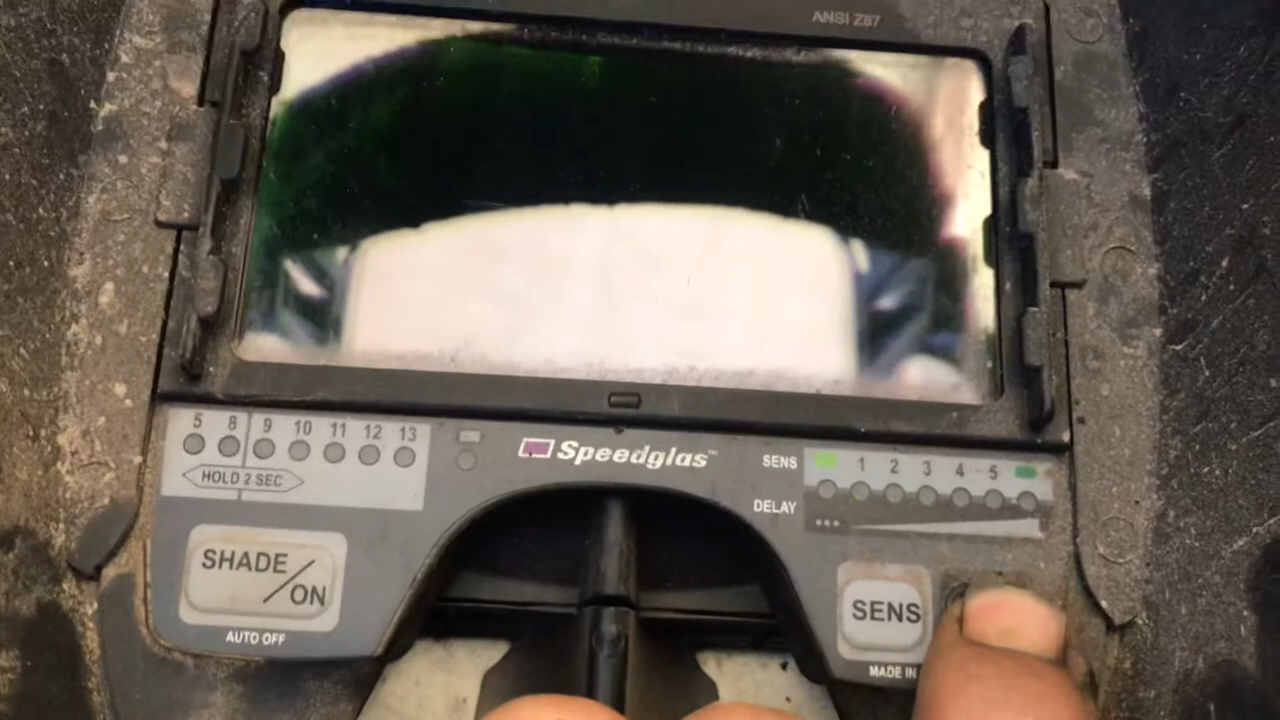 ANSI Z87
5 8 9 10 11 12 13
HOLD 2 SEC
Speedglas™
SENS 1 2 3 4 5
DELAY
SHADE/ON
AUTO OFF
SENS
MADE IN